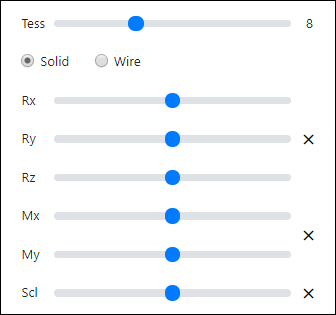 Tess 8
Solid Wire
Rx
Ry ×
Rz
Mx
×
My
Scl ×